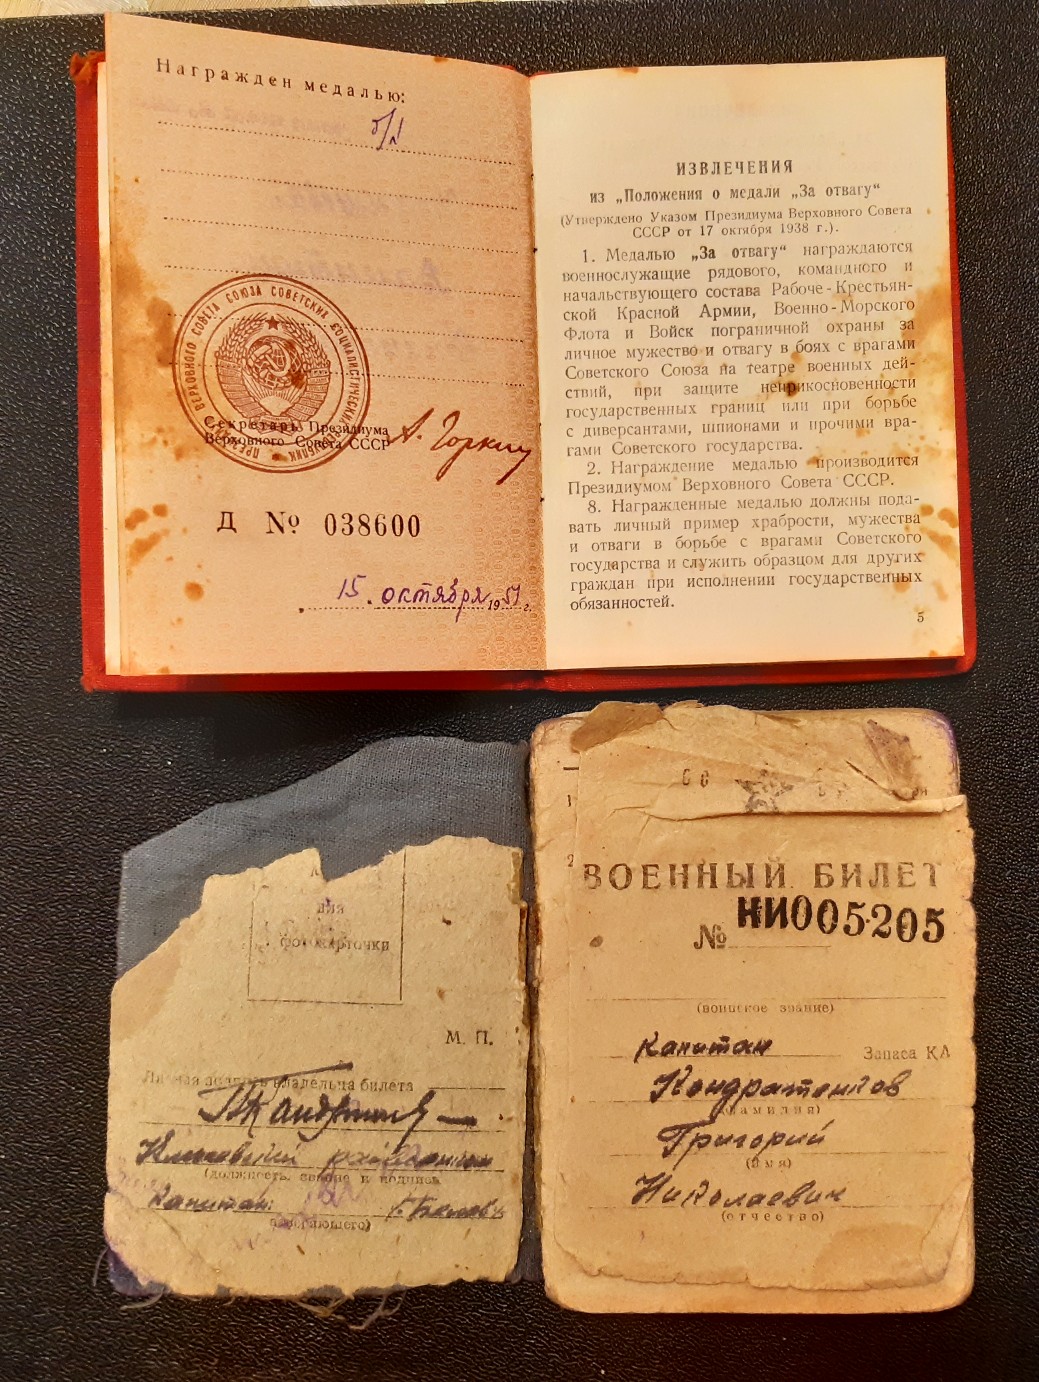 Награжден медалью:
б/№
ПРЕЗИДИУМ ВЕРХОВНОГО СОВЕТА СОЮЗА СОВЕТСКИХ СОЦИАЛИСТИЧЕСКИХ РЕСПУБЛИК
Секретарь Президиума
Верховного Совета СССР
А. Горкин
Д № 038600
15. октября 1951 г.
ИЗВЛЕЧЕНИЯ
из „Положения о медали „За отвагу“
(Утверждено Указом Президиума Верховного Совета
СССР от 17 октября 1938 г.).
1. Медалью „За отвагу“ награждаются
военнослужащие рядового, командного и
начальствующего состава Рабоче-Крестьян-
ской Красной Армии, Военно-Морского
Флота и Войск пограничной охраны за
личное мужество и отвагу в боях с врагами
Советского Союза на театре военных дей-
ствий, при защите неприкосновенности
государственных границ или при борьбе
с диверсантами, шпионами и прочими вра-
гами Советского государства.
2. Награждение медалью производится
Президиумом Верховного Совета СССР.
8. Награжденные медалью должны пода-
вать личный пример храбрости, мужества
и отваги в борьбе с врагами Советского
государства и служить образцом для других
граждан при исполнении государственных
обязанностей.
5
для
фотокарточки
М. П.
Личная подпись владельца билета
(должность, звание и подпись
Капитан:
заверяющего)
ВОЕННЫЙ БИЛЕТ
№ НИ005205
(воинское звание)
капитан Запаса КА
Кондратенков
(фамилия)
Григорий
(имя)
Николаевич
(отчество)